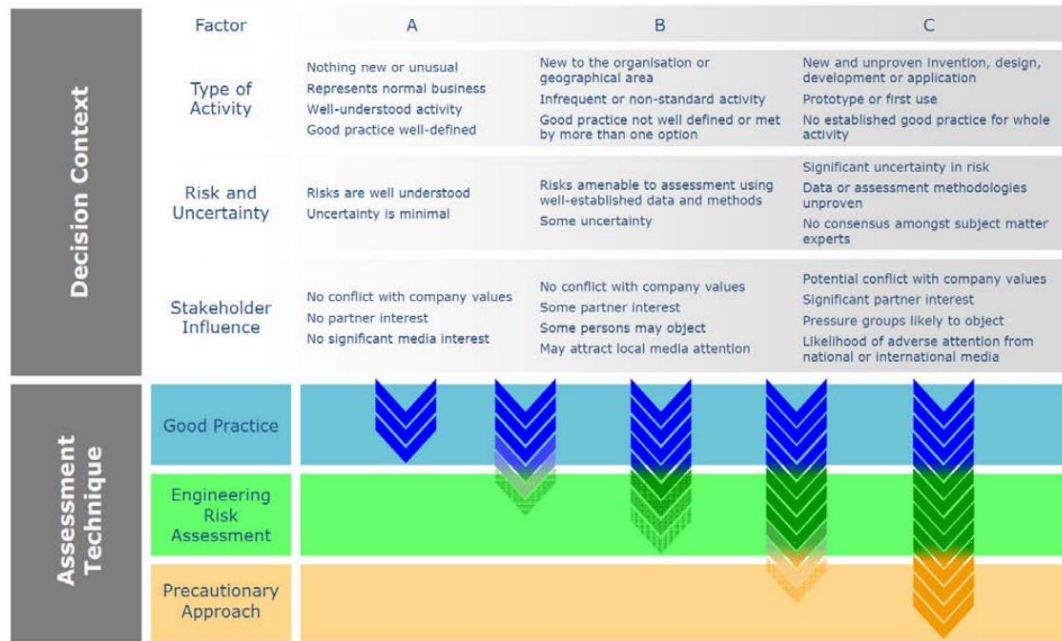 Decision Context
Factor
A
B
C
Type of
Activity
Nothing new or unusual
Represents normal business
Well-understood activity
Good practice well-defined
New to the organisation or
geographical area
Infrequent or non-standard activity
Good practice not well defined or met
by more than one option
New and unproven invention, design,
development or application
Prototype or first use
No established good practice for whole
activity
Risk and
Uncertainty
Risks are well understood
Uncertainty is minimal
Risks amenable to assessment using
well-established data and methods
Some uncertainty
Significant uncertainty in risk
Data or assessment methodologies
unproven
No consensus amongst subject matter
experts
Stakeholder
Influence
No conflict with company values
No partner interest
No significant media interest
No conflict with company values
Some partner interest
Some persons may object
May attract local media attention
Potential conflict with company values
Significant partner interest
Pressure groups likely to object
Likelihood of adverse attention from
national or international media
Assessment
Technique
Good Practice
Engineering
Risk
Assessment
Precautionary
Approach